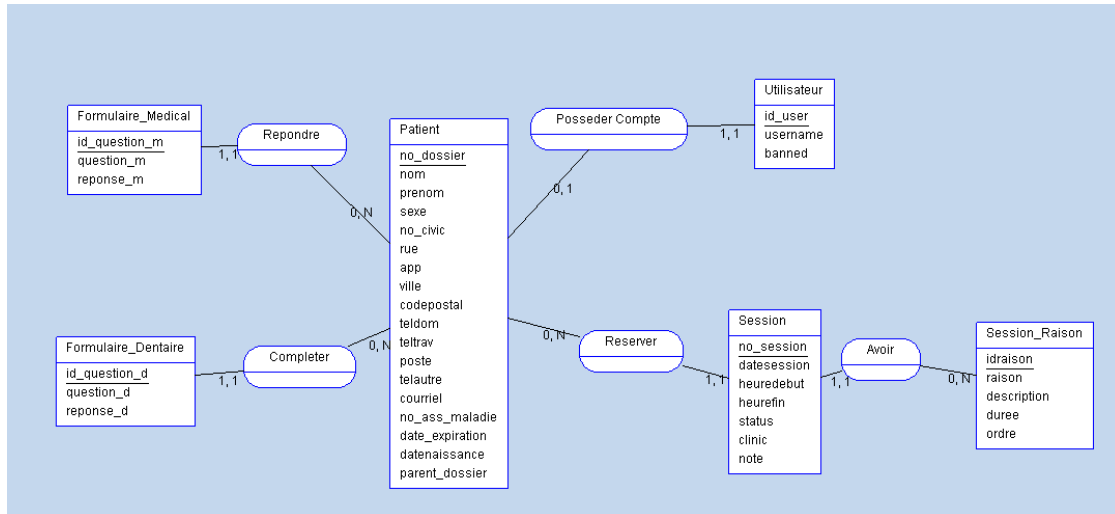 Formulaire_Medical
id_question_m
question_m
reponse_m
Repondre
1, 1
0, N
Patient
no_dossier
nom
prenom
sexe
no_civic
rue
app
ville
codepostal
teldom
teltrav
poste
telautre
courriel
no_ass_maladie
date_expiration
datenaissance
parent_dossier
Posseder Compte
1, 1
0, 1
Utilisateur
id_user
username
banned
Formulaire_Dentaire
id_question_d
question_d
reponse_d
Completer
1, 1
0, N
Reserver
0, N
1, 1
Session
no_session
datesession
heuredebut
heurefin
status
clinic
note
Avoir
1, 1
0, N
Session_Raison
idraison
raison
description
duree
ordre